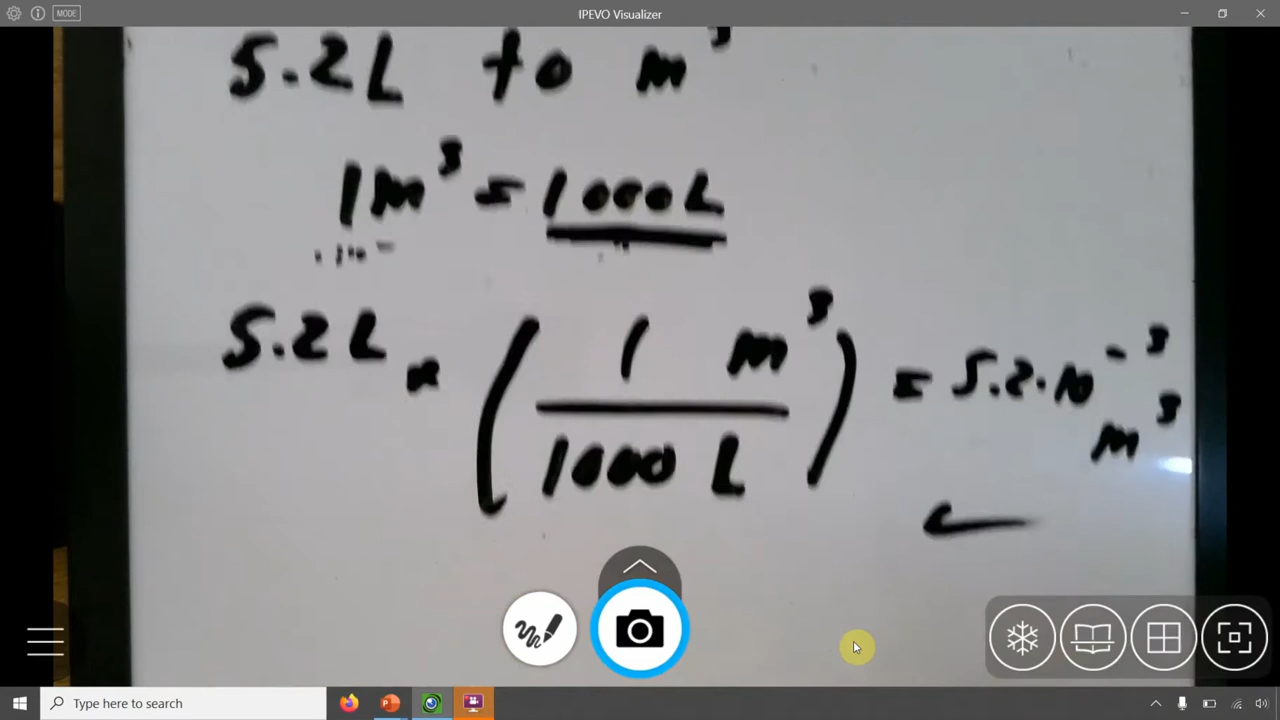 MODE
IPEVO Visualizer
5.2L to m³
1m³ = 1000L
5.2L × (1 m³ / 1000 L) = 5.2·10⁻³ m³
Type here to search